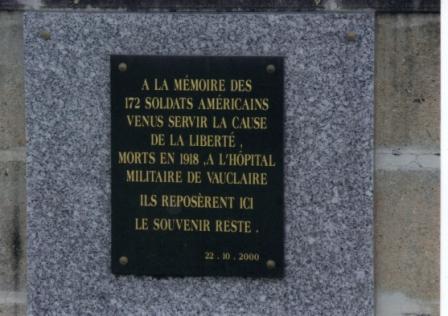 A LA MÉMOIRE DES
172 SOLDATS AMÉRICAINS
VENUS SERVIR LA CAUSE
DE LA LIBERTÉ ,
MORTS EN 1918 ,A L'HÔPITAL
MILITAIRE DE VAUCLAIRE
ILS REPOSÈRENT ICI
LE SOUVENIR RESTE .
22 . 10 . 2000